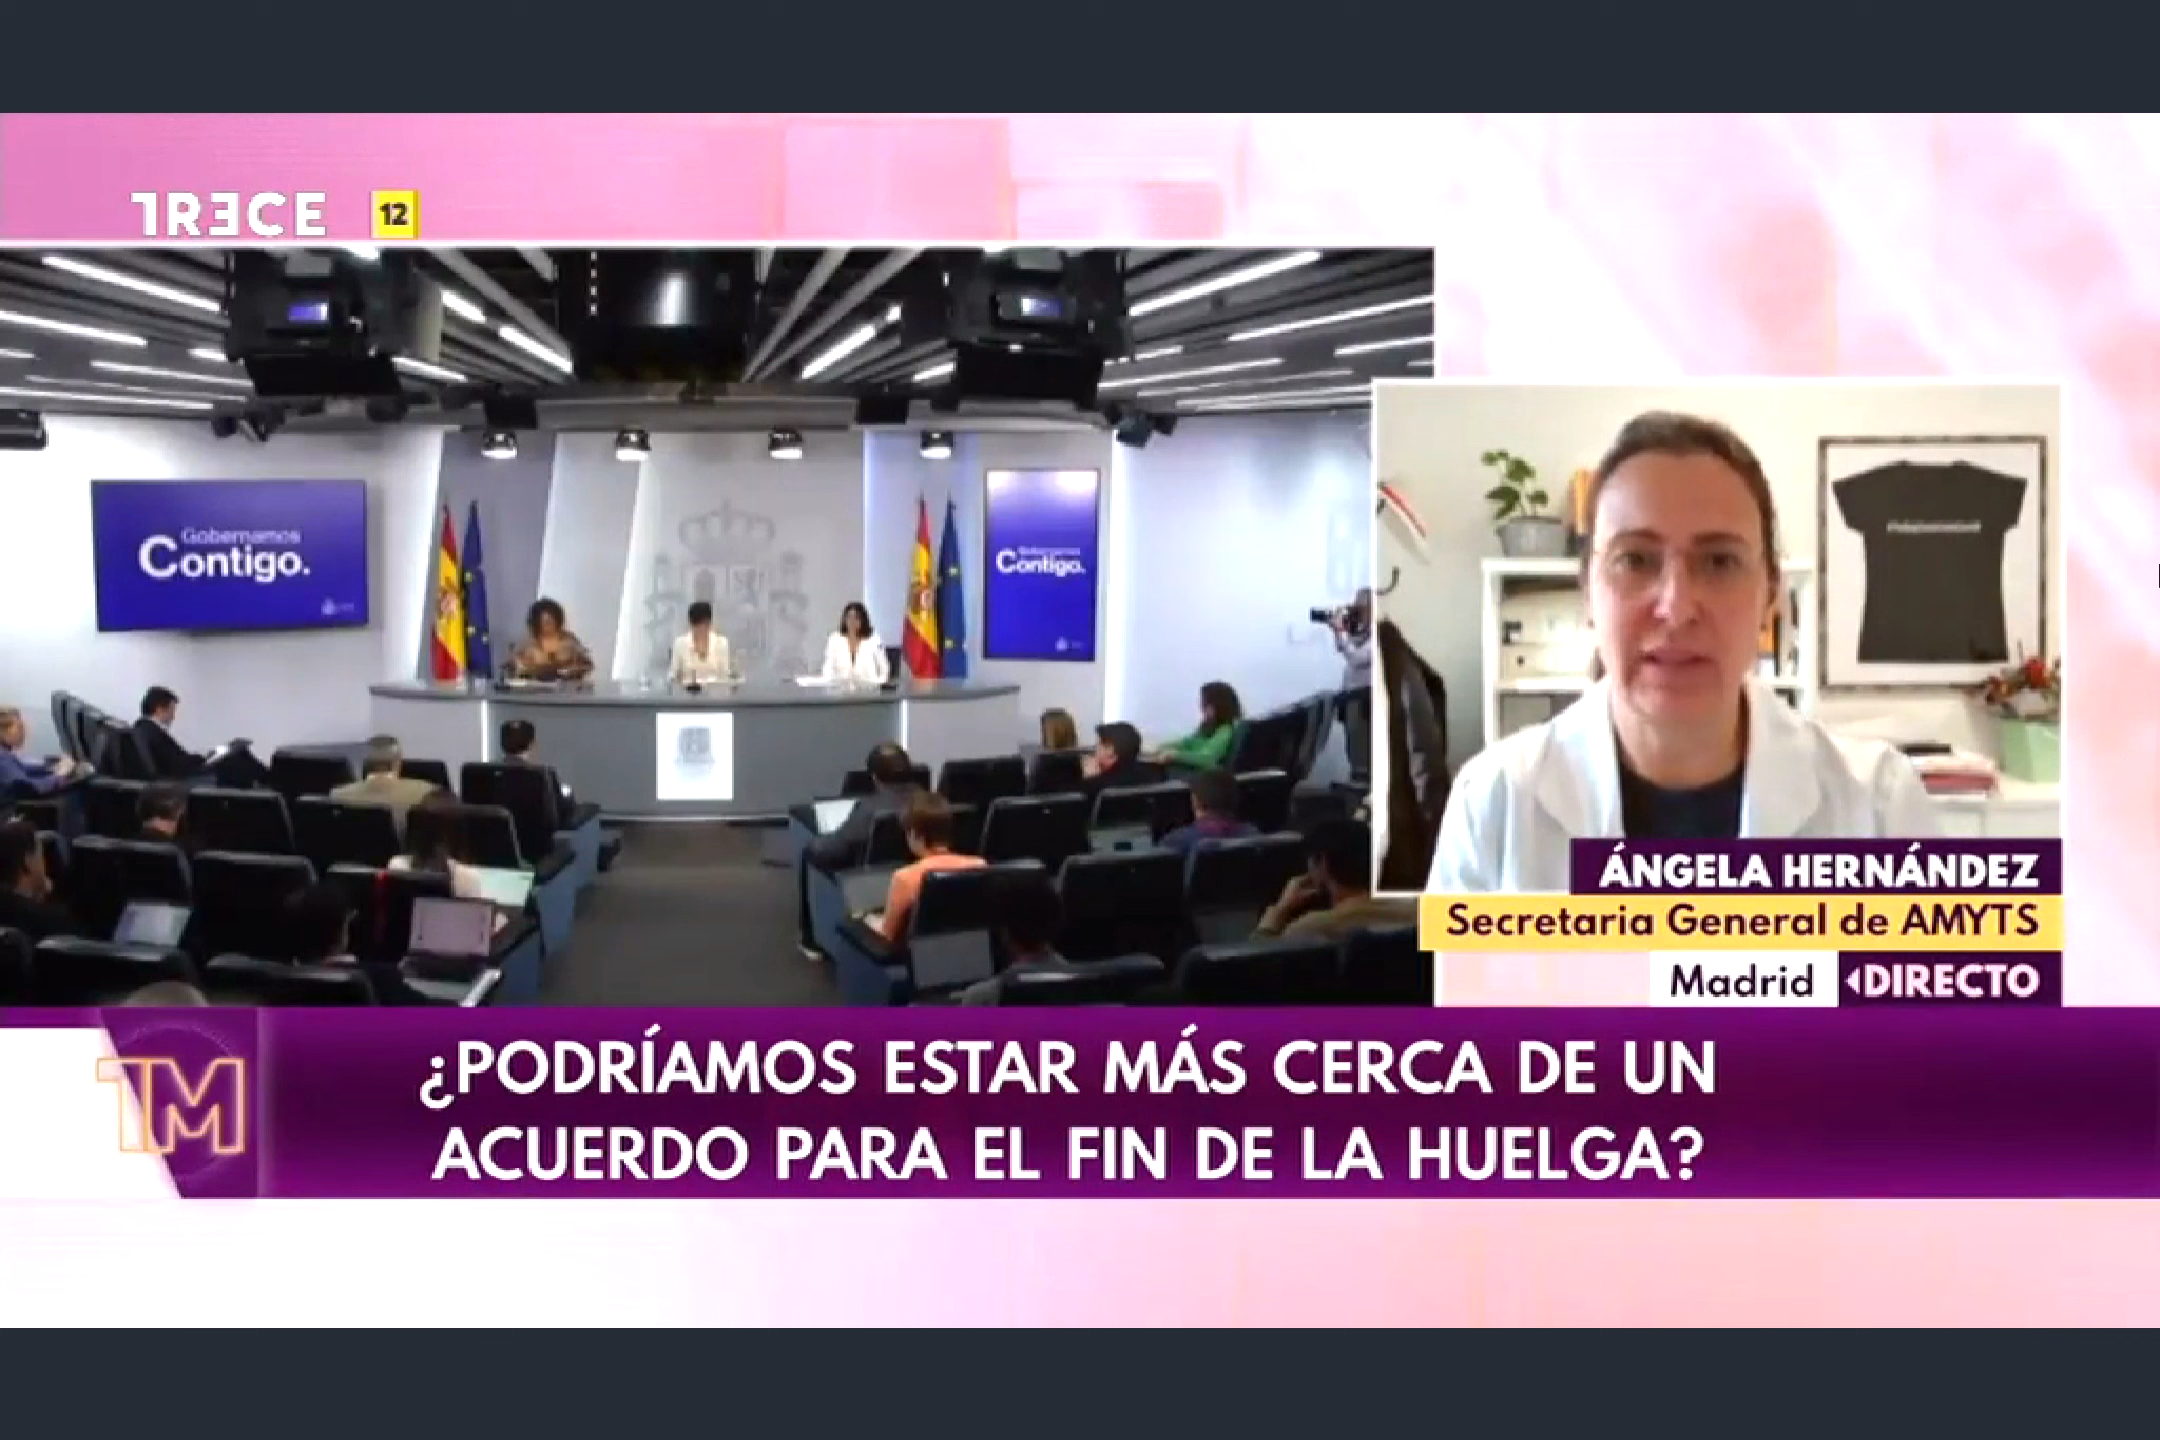 TRECE 12
Gobernamos
Contigo.
Gobernamos
Contigo.
ÁNGELA HERNÁNDEZ
Secretaria General de AMYTS
Madrid DIRECTO
TM
¿PODRÍAMOS ESTAR MÁS CERCA DE UN
ACUERDO PARA EL FIN DE LA HUELGA?